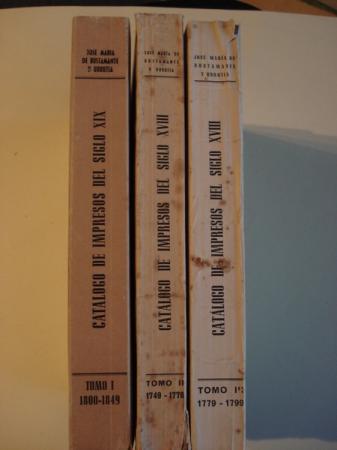 JOSE MARIA
DE BUSTAMANTE
Y URRUTIA
CATALOGO DE IMPRESOS DEL SIGLO XIX
TOMO I
1800-1849
JOSE MARIA DE
BUSTAMANTE
Y URRUTIA
CATALOGO DE IMPRESOS DEL SIGLO XVIII
TOMO II
1749-1778
JOSE MARIA DE
BUSTAMANTE
Y URRUTIA
CATALOGO DE IMPRESOS DEL SIGLO XVIII
TOMO
1779-1799